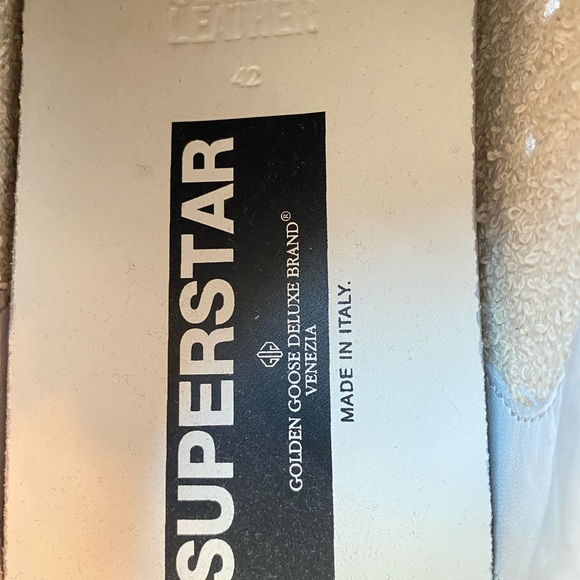 LEATHER
42
SUPERSTAR
GOLDEN GOOSE DELUXE BRAND®
VENEZIA
MADE IN ITALY.